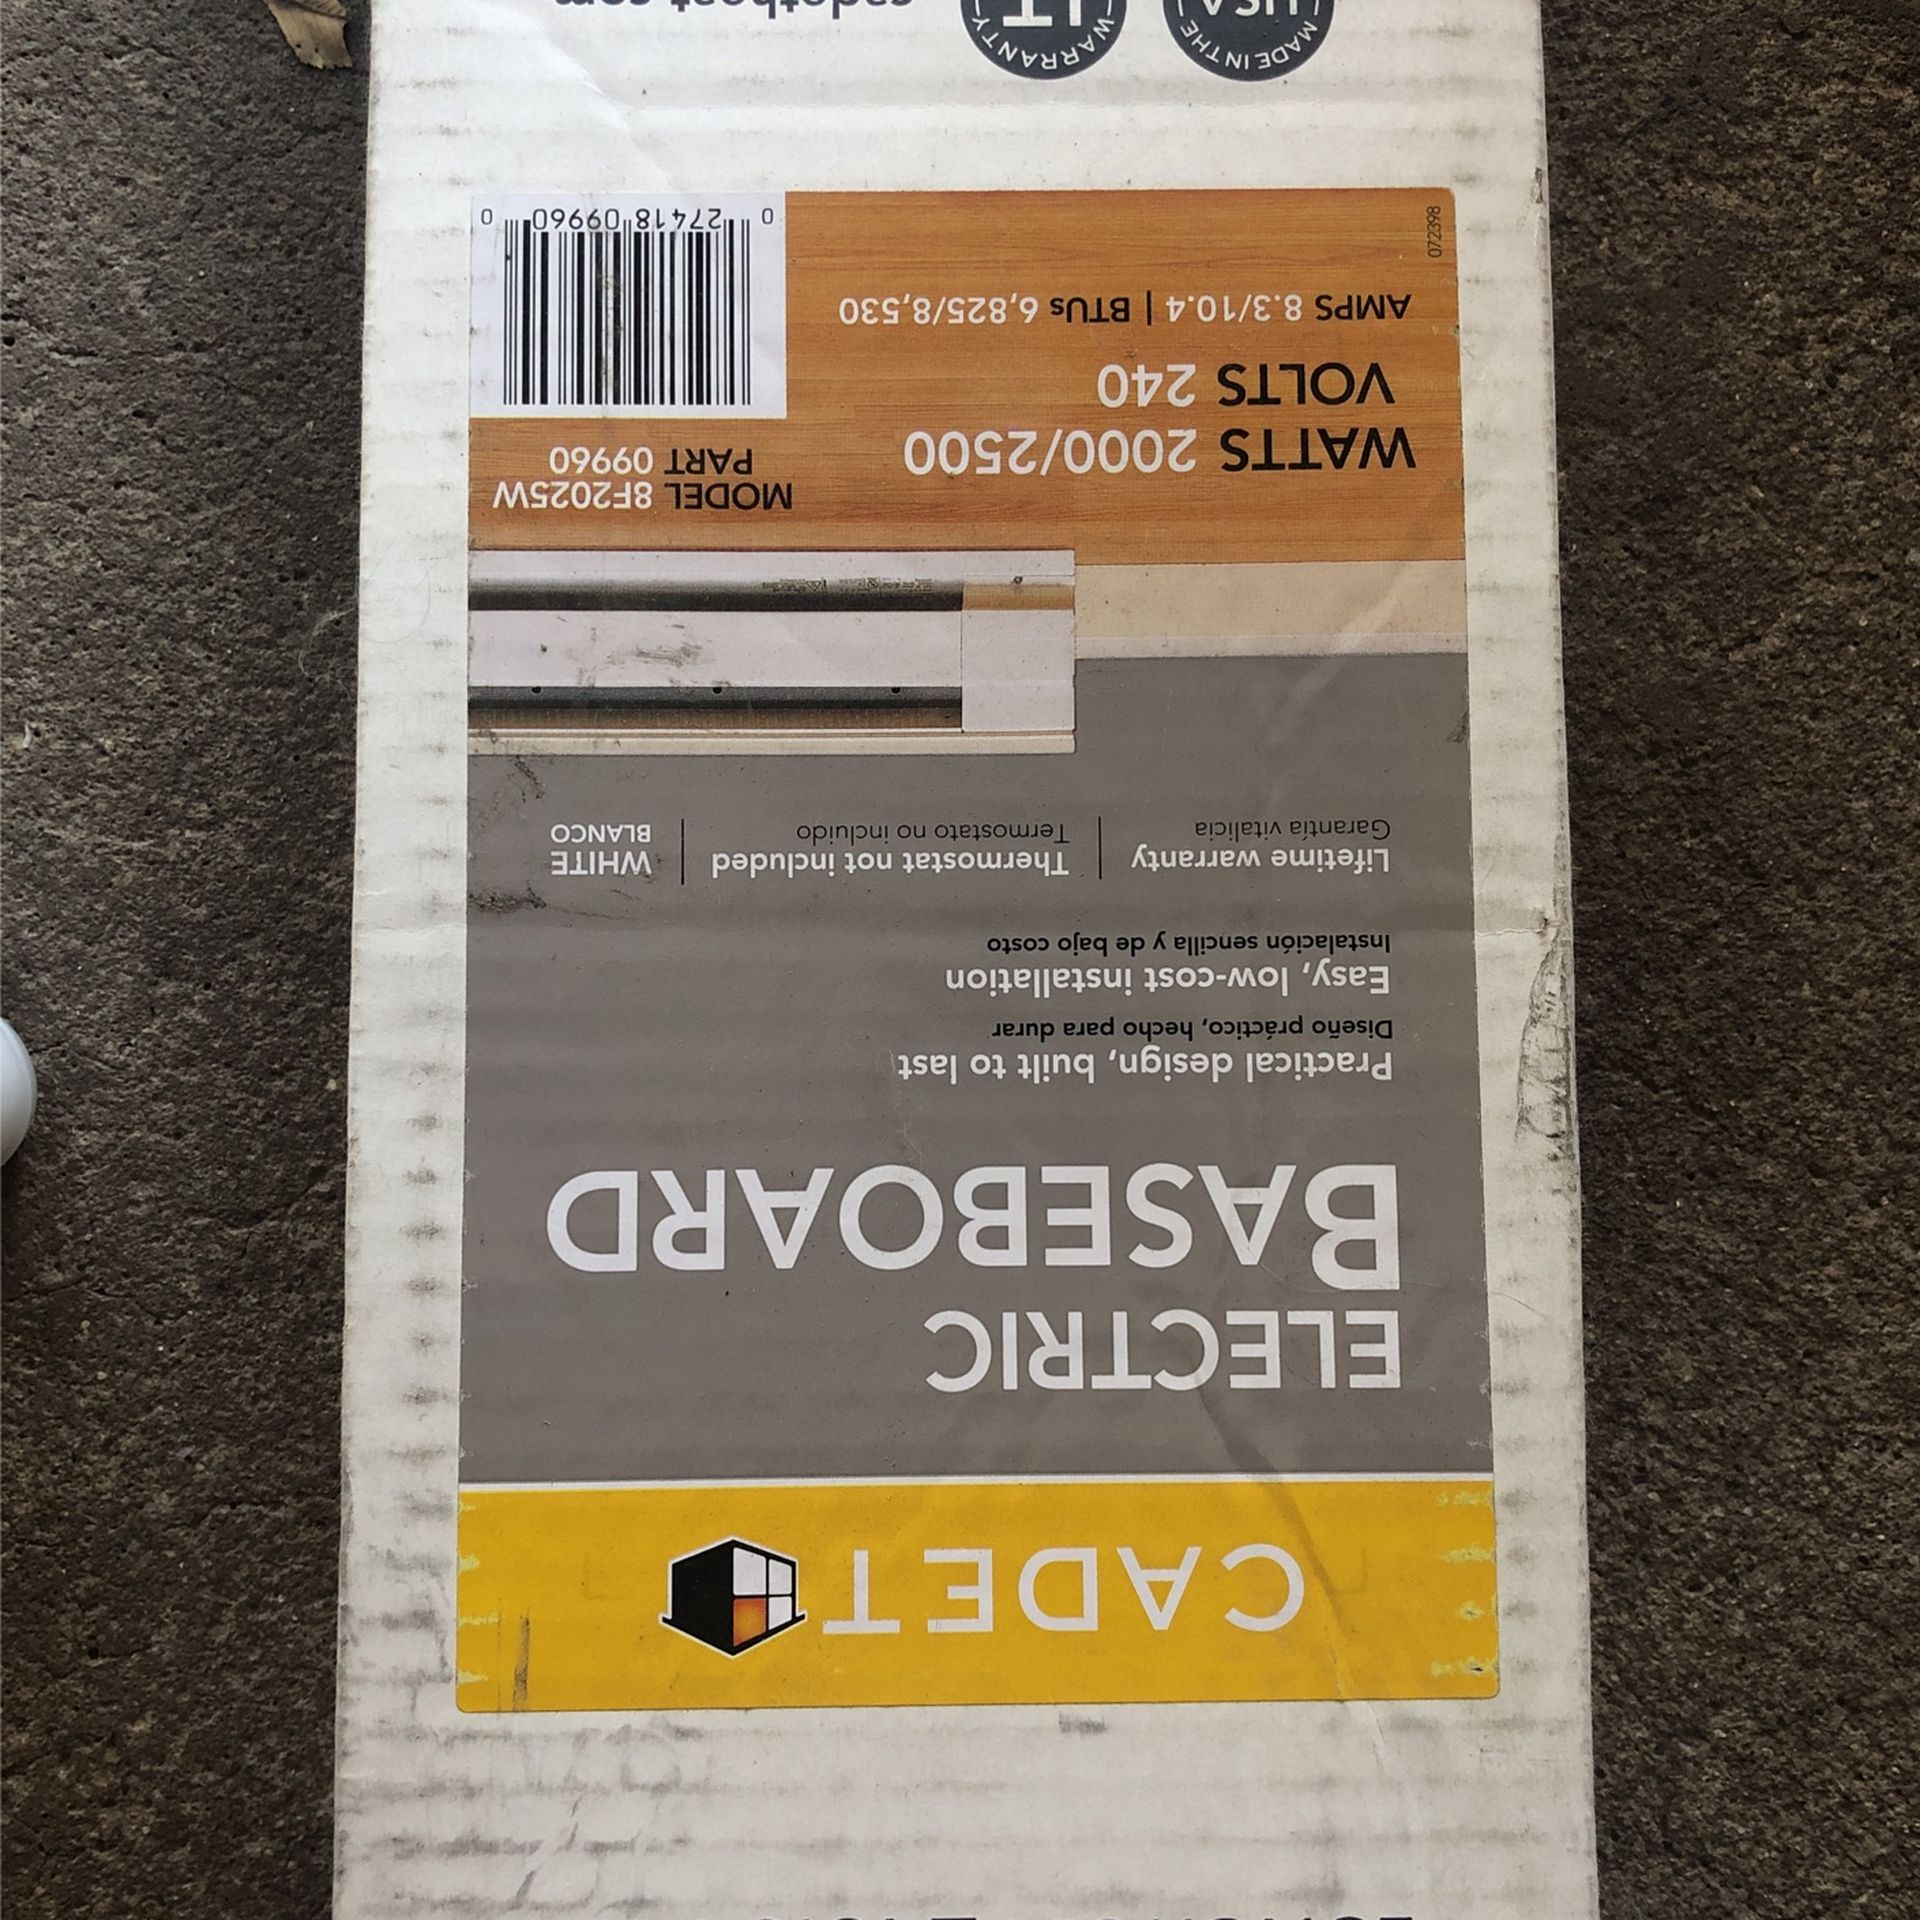 CADET
ELECTRIC
BASEBOARD
Practical design, built to last
Diseño práctico, hecho para durar
Easy, low-cost installation
Instalación sencilla y de bajo costo
Lifetime warranty
Garantía vitalicia
Thermostat not included
Termostato no incluido
WHITE
BLANCO
MODEL 8F2025W
PART 09960
WATTS 2000/2500
VOLTS 240
AMPS 8.3/10.4 | BTUs 6,825/8,530
0 27418 09960 0
072398
MADE IN THE
USA
WARRANTY
cadetheat.com